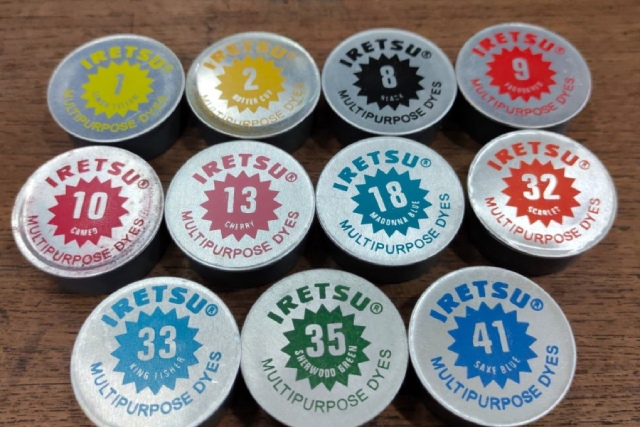 IRETSU®
1
MULTIPURPOSE DYES
IRETSU®
2
BUTTER CUP
MULTIPURPOSE DYES
IRETSU®
8
BLACK
MULTIPURPOSE DYES
IRETSU®
9
MULTIPURPOSE DYES
IRETSU®
10
CAMEO
MULTIPURPOSE DYES
IRETSU®
13
CHERRY
MULTIPURPOSE DYES
IRETSU®
18
MADONNA BLUE
MULTIPURPOSE DYES
IRETSU®
32
SCARLET
MULTIPURPOSE DYES
IRETSU®
33
KING FISHER
MULTIPURPOSE DYES
IRETSU®
35
SHERWOOD GREEN
MULTIPURPOSE DYES
IRETSU®
41
SAXE BLUE
MULTIPURPOSE DYES